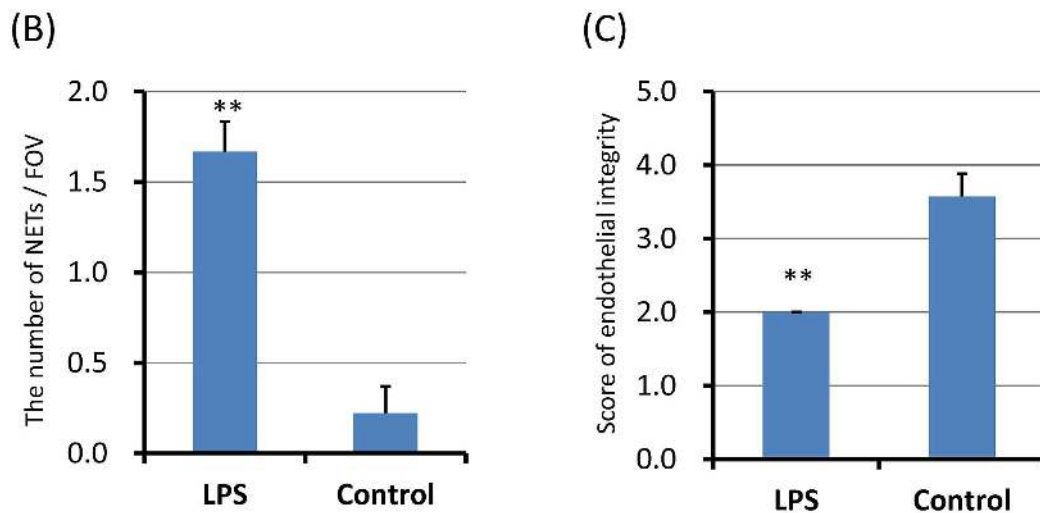 (B)
The number of NETs / FOV
2.0
1.5
1.0
0.5
0.0
**
LPS
Control
(C)
Score of endothelial integrity
5.0
4.0
3.0
2.0
1.0
0.0
**
LPS
Control